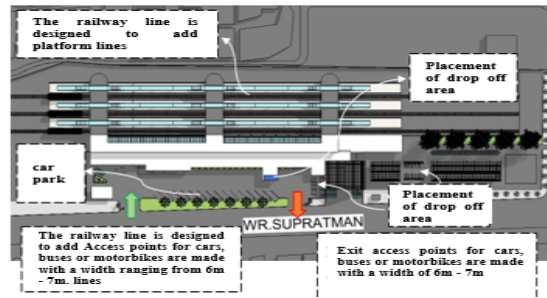 The railway line is
designed to add
platform lines
Placement
of drop off
area
car
park
Placement
of drop off
area
WR.SUPRATMAN
The railway line is designed
to add Access points for cars,
buses or motorbikes are made
with a width ranging from 6m
- 7m. lines
Exit access points for cars,
buses or motorbikes are made
with a width of 6m - 7m